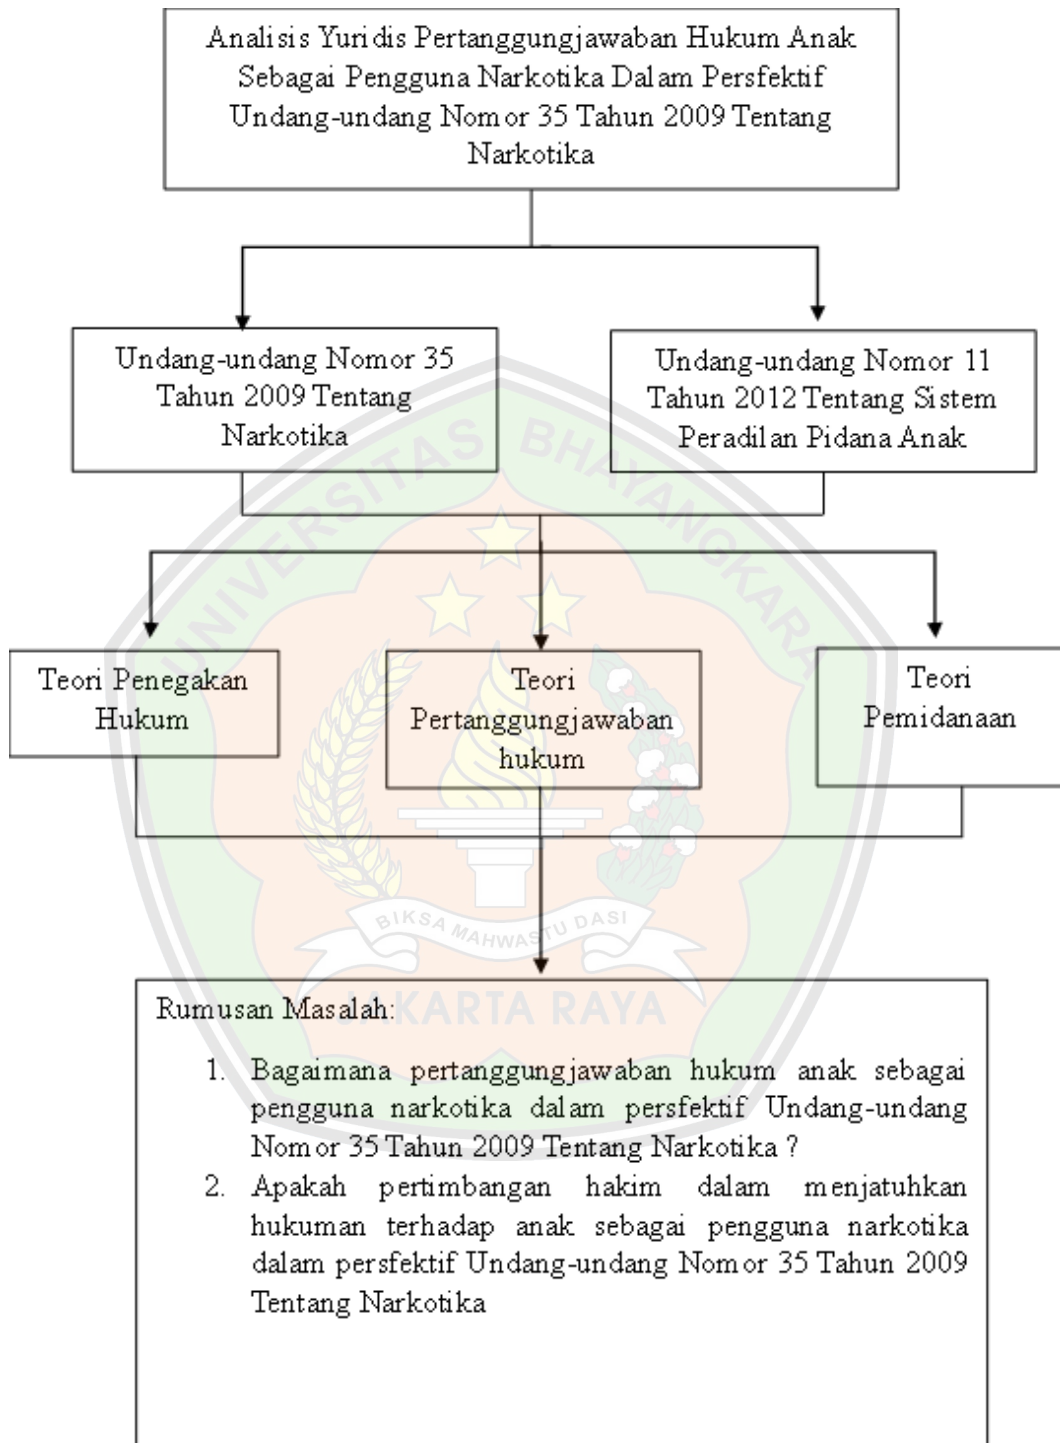 Analisis Yuridis Pertanggungjawaban Hukum Anak
Sebagai Pengguna Narkotika Dalam Persfektif
Undang-undang Nomor 35 Tahun 2009 Tentang
Narkotika
Undang-undang Nomor 35
Tahun 2009 Tentang
Narkotika
Undang-undang Nomor 11
Tahun 2012 Tentang Sistem
Peradilan Pidana Anak
UNIVERSITAS BHAYANGKARA
Teori Penegakan
Hukum
Teori
Pertanggungjawaban
hukum
Teori
Pemidanaan
BIKSA MAHWASTU DASI
JAKARTA RAYA
Rumusan Masalah:
1. Bagaimana pertanggungjawaban hukum anak sebagai
pengguna narkotika dalam persfektif Undang-undang
Nomor 35 Tahun 2009 Tentang Narkotika ?
2. Apakah pertimbangan hakim dalam menjatuhkan
hukuman terhadap anak sebagai pengguna narkotika
dalam persfektif Undang-undang Nomor 35 Tahun 2009
Tentang Narkotika